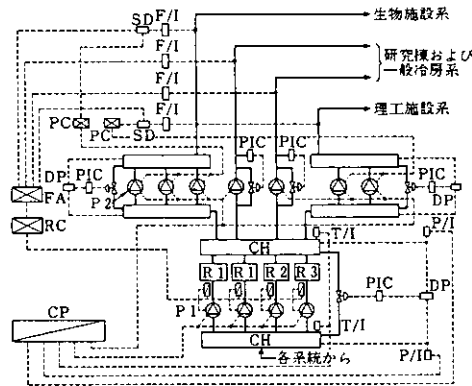 SD
F/I
生物施設系
F/I
研究棟および
一般冷房系
F/I
F/I
理工施設系
PC
PC
SD
PIC
PIC
DP
PIC
PIC
DP
FA
P2
P/I
RC
T/I
CH
R1
R1
R2
R3
PIC
DP
P1
CP
T/I
CH
P/I
各系統から